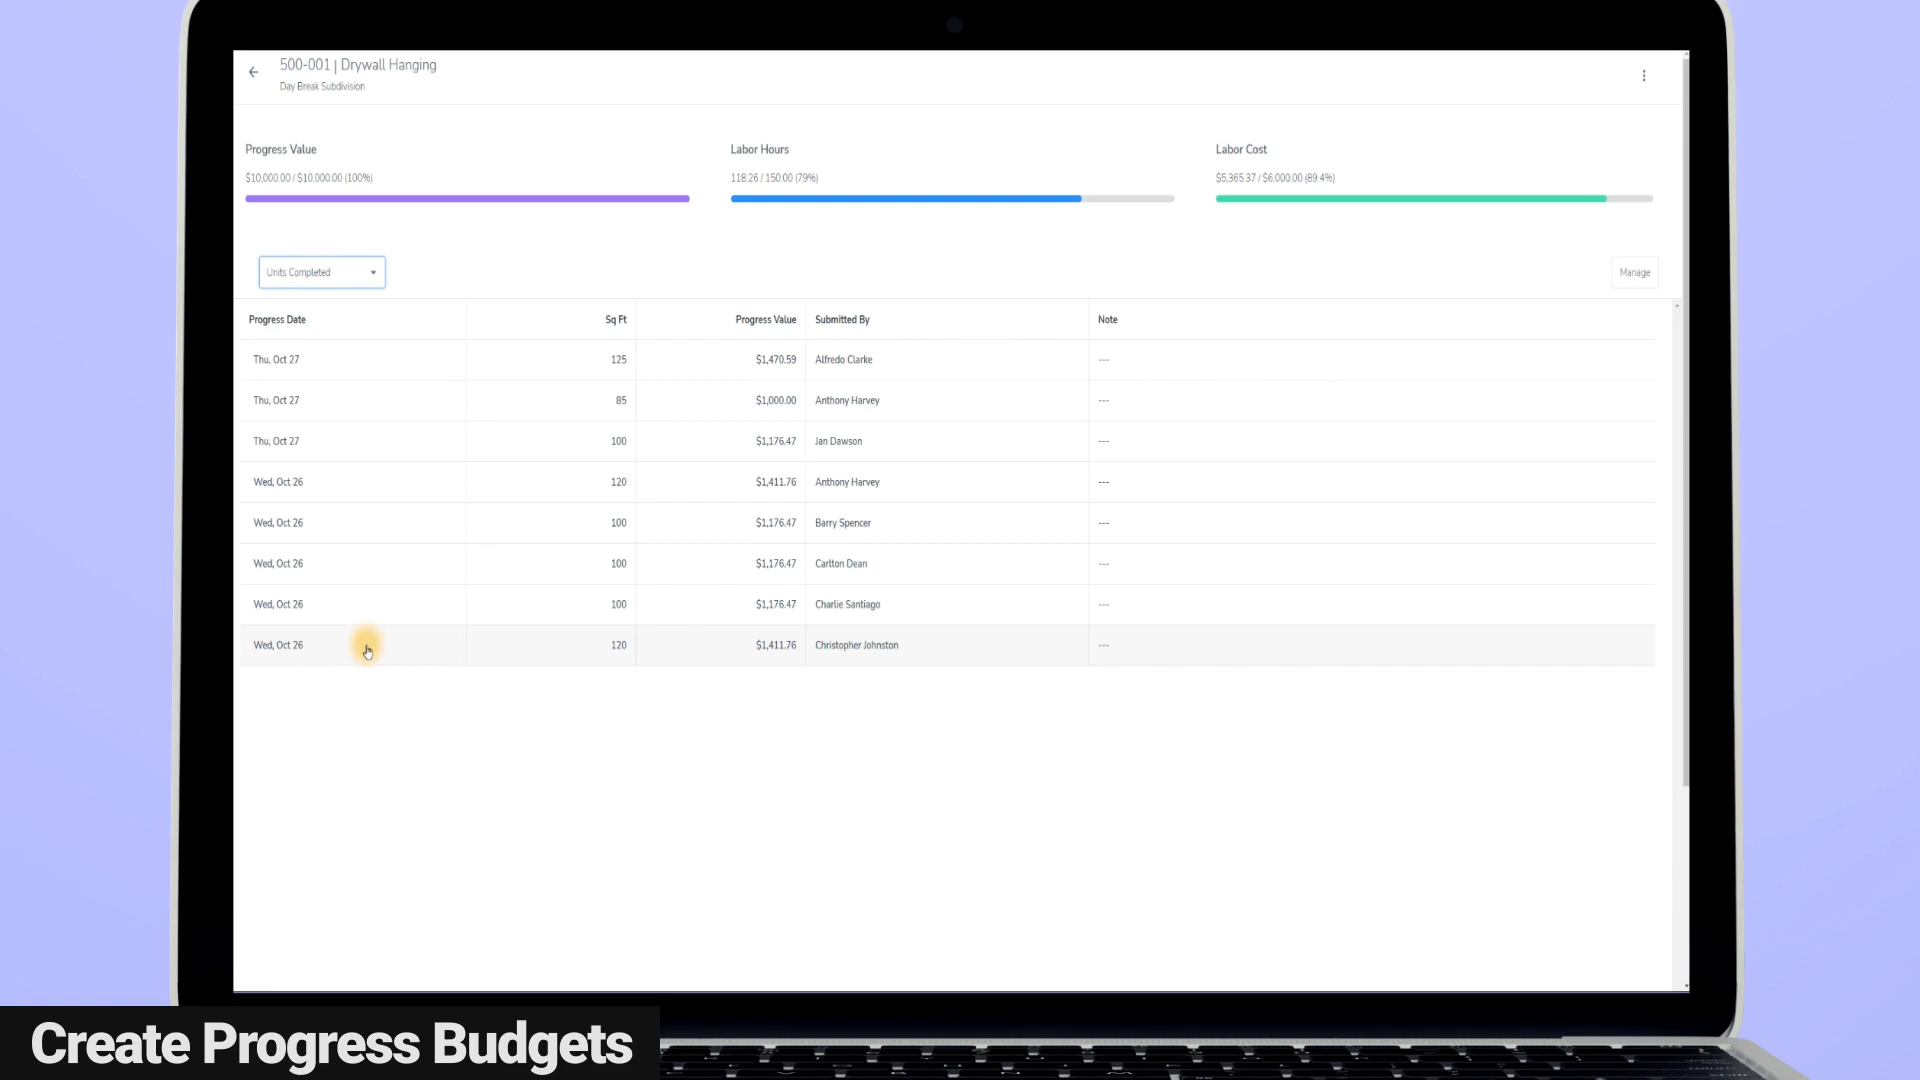 500-001 | Drywall Hanging
Day Break Subdivision
Progress Value
$10,000.00 / $10,000.00 (100%)
Labor Hours
118:26 / 150:00 (79%)
Labor Cost
$5,365.37 / $6,000.00 (89.4%)
Units Completed
Manage
Progress Date Sq Ft Progress Value Submitted By Note
Thu, Oct 27 125 $1,470.59 Alfredo Clarke ---
Thu, Oct 27 85 $1,000.00 Anthony Harvey ---
Thu, Oct 27 100 $1,176.47 Jan Dawson ---
Wed, Oct 26 120 $1,411.76 Anthony Harvey ---
Wed, Oct 26 100 $1,176.47 Barry Spencer ---
Wed, Oct 26 100 $1,176.47 Carlton Dean ---
Wed, Oct 26 100 $1,176.47 Charlie Santiago ---
Wed, Oct 26 120 $1,411.76 Christopher Johnston ---
Create Progress Budgets